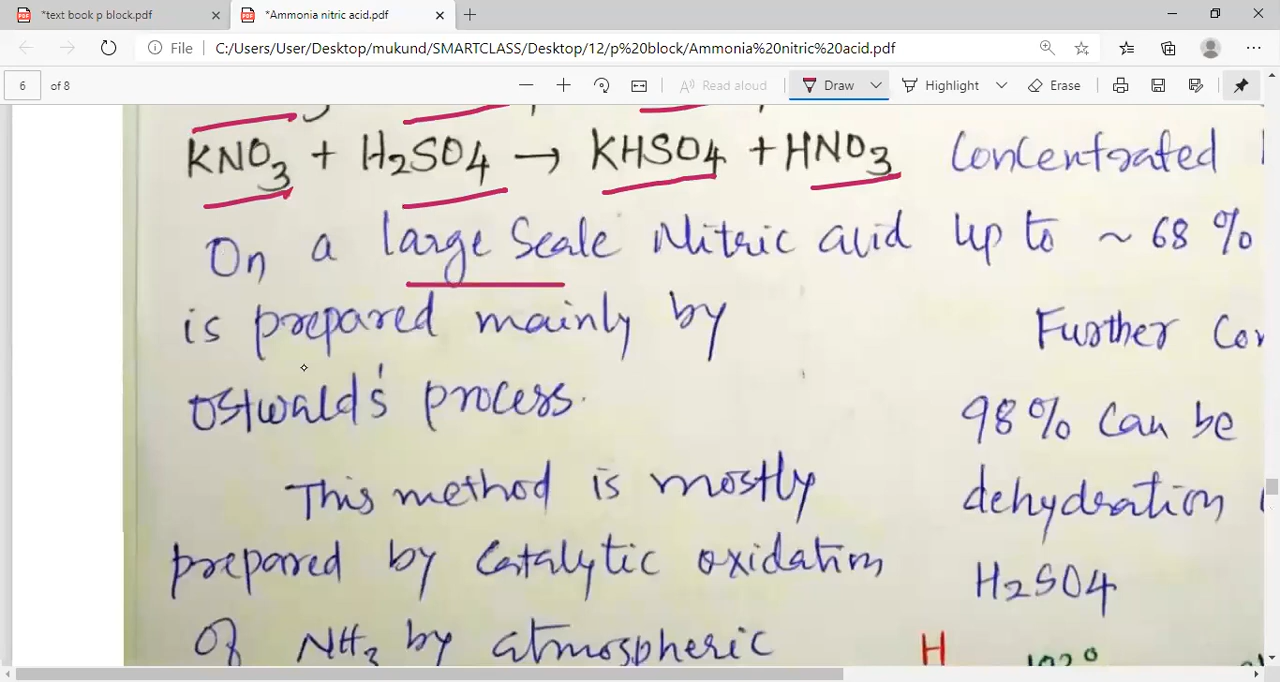 *text book p block.pdf
*Ammonia nitric acid.pdf
File
C:/Users/User/Desktop/mukund/SMARTCLASS/Desktop/12/p%20block/Ammonia%20nitric%20acid.pdf
6 of 8
Read aloud
Draw
Highlight
Erase
KNO3 + H2SO4 → KHSO4 + HNO3
On a large Scale Nitric acid
is prepared mainly by
Ostwald's process.
This method is mostly
prepared by Catalytic oxidation
of NH3 by atmospheric
Concentrated
up to ~ 68 %
Further
98% Can be
dehydration
H2SO4
H